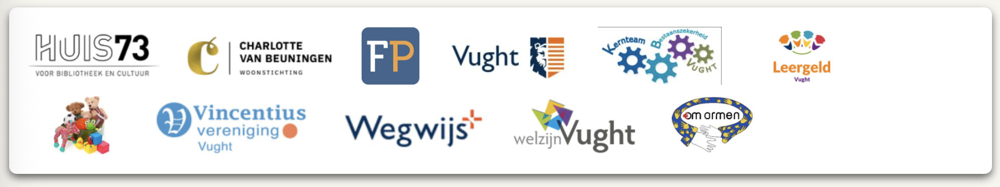 HUIS73
VOOR BIBLIOTHEEK EN CULTUUR
C
CHARLOTTE
VAN BEUNINGEN
WOONSTICHTING
FP
Vught
Kernteam
Bestaanszekerheid
VUGHT
Leergeld
Vught
V
Vincentius
vereniging
Vught
Wegwijs+
welzijnVught
€om armen